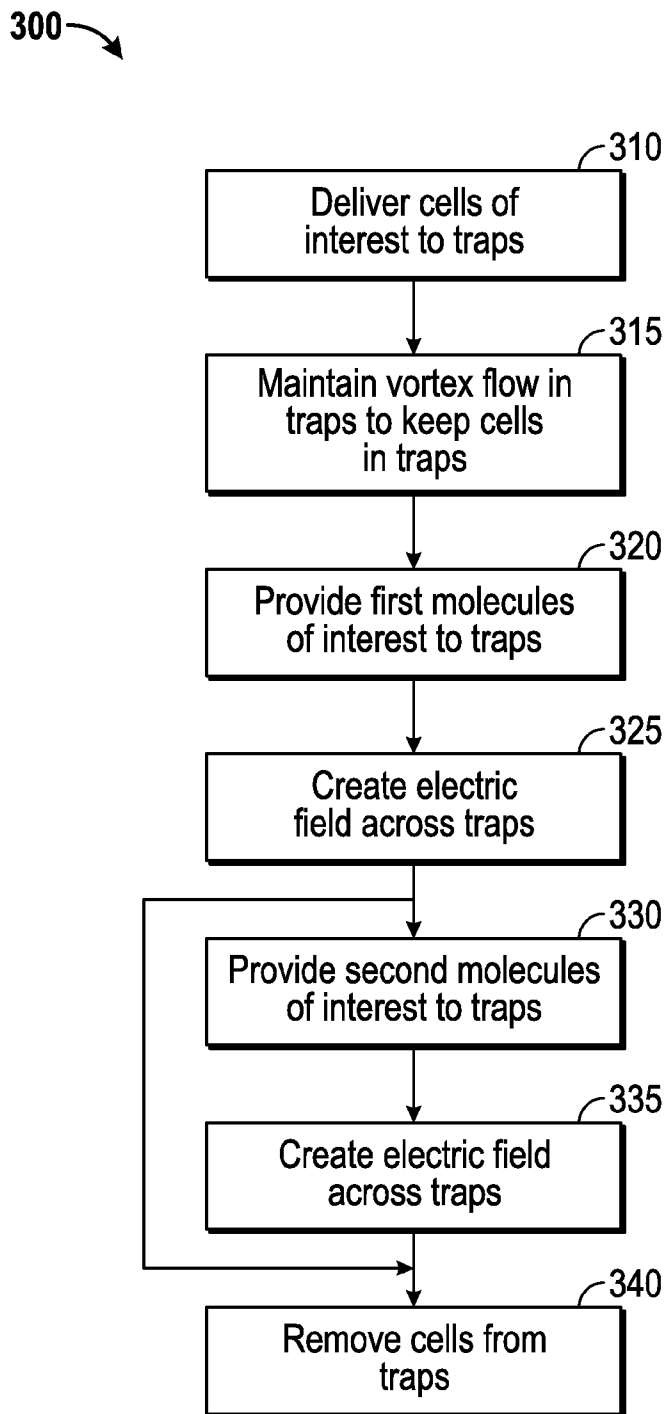 300
310
Deliver cells of
interest to traps
315
Maintain vortex flow in
traps to keep cells
in traps
320
Provide first molecules
of interest to traps
325
Create electric
field across traps
330
Provide second molecules
of interest to traps
335
Create electric field
across traps
340
Remove cells from
traps